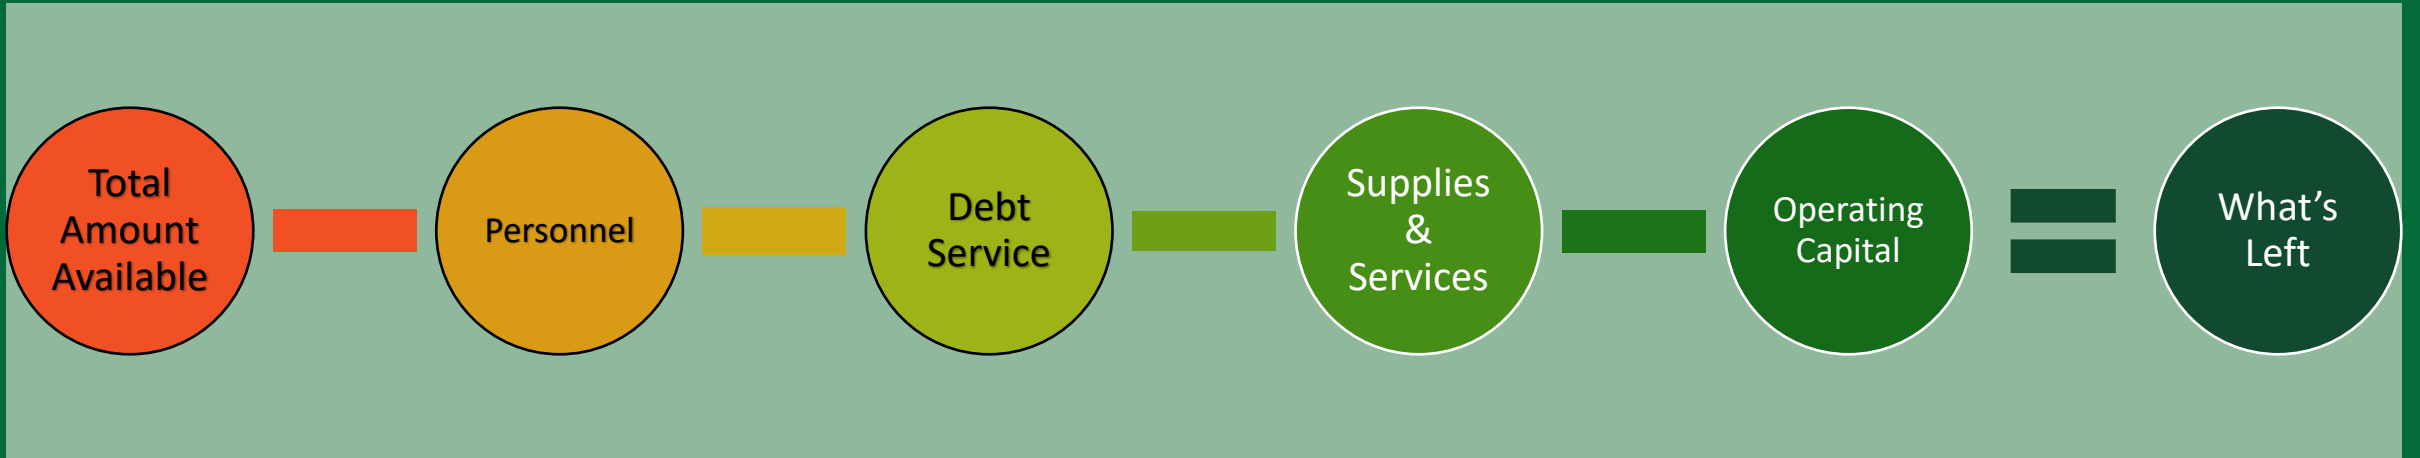 Total
Amount
Available
Personnel
Debt
Service
Supplies
&
Services
Operating
Capital
What’s
Left